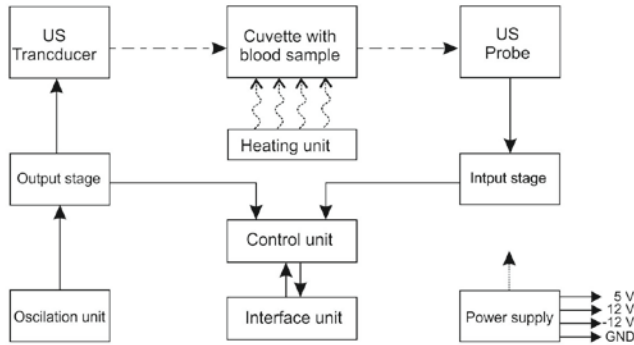 US
Trancducer
Cuvette with
blood sample
US
Probe
Heating unit
Output stage
Intput stage
Control unit
Oscilation unit
Interface unit
Power supply
5 V
12 V
-12 V
GND